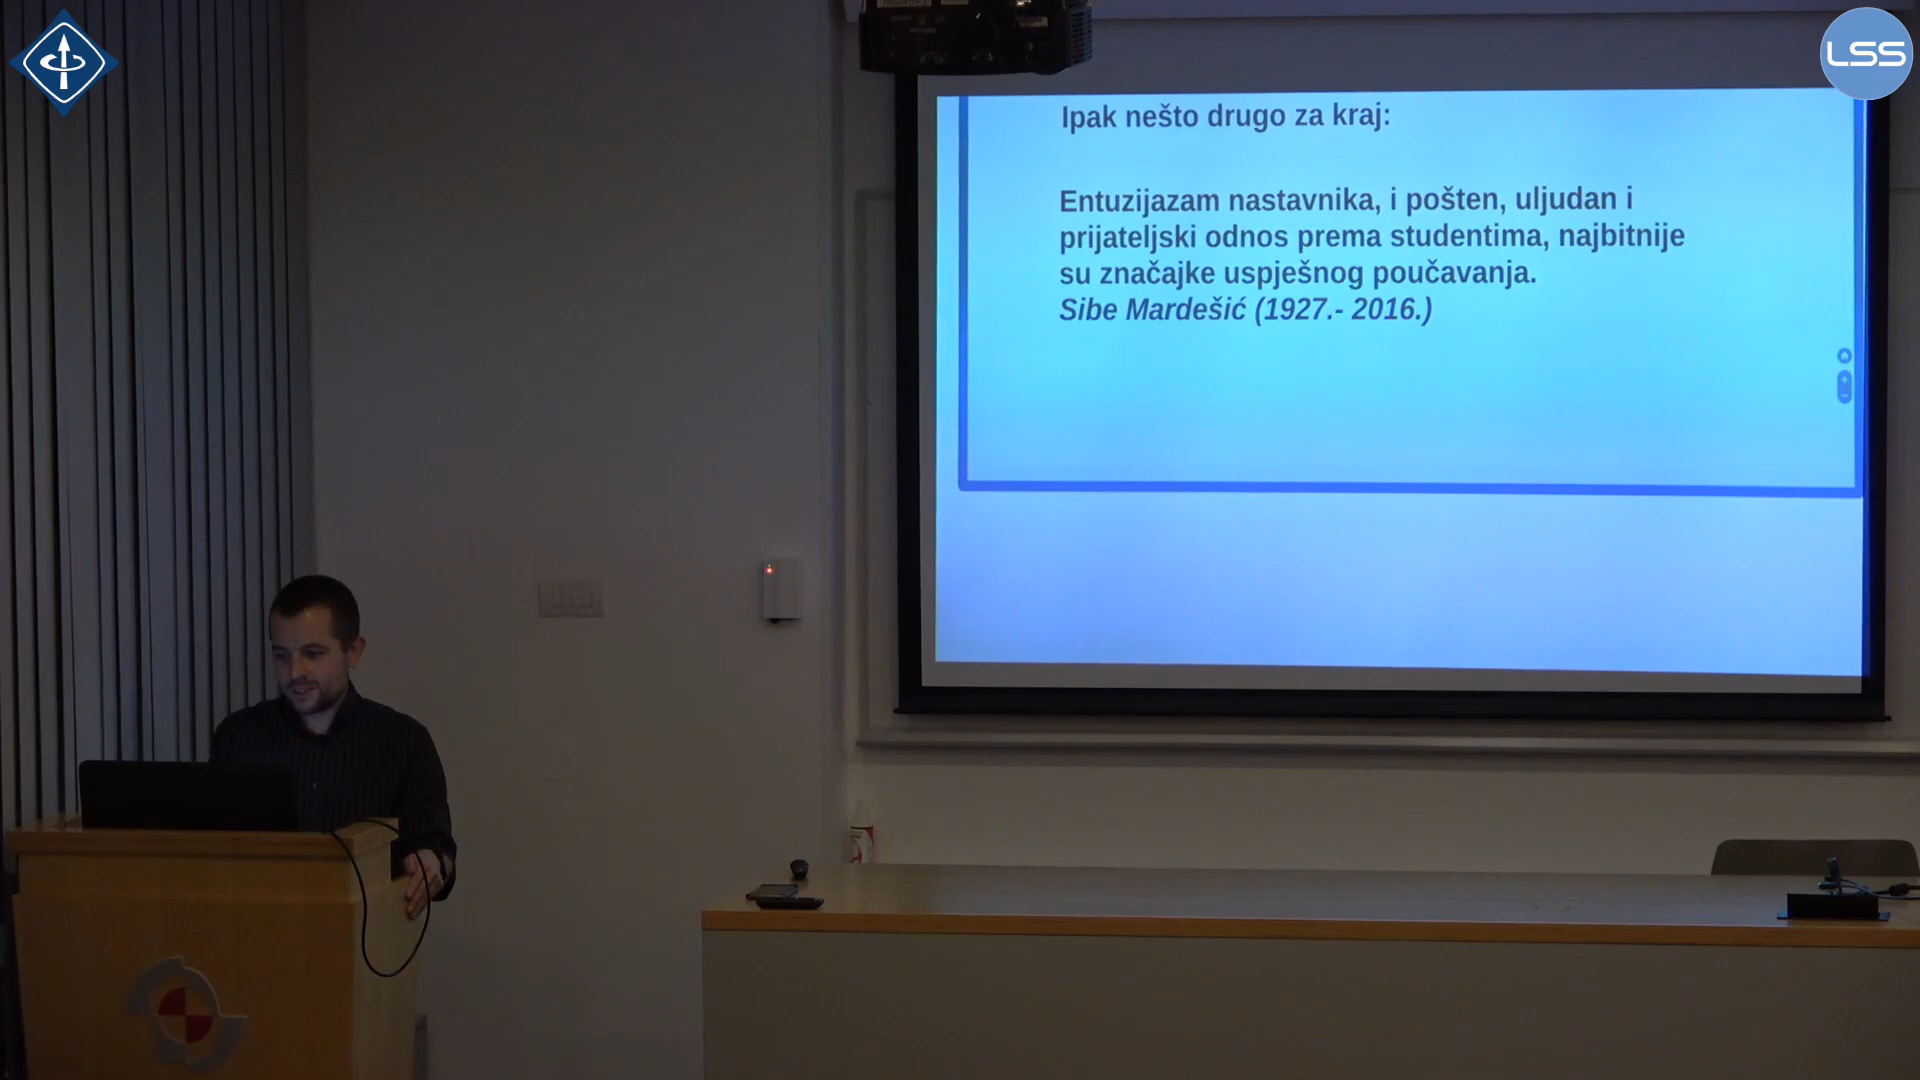 LSS
Ipak nešto drugo za kraj:
Entuzijazam nastavnika, i pošten, uljudan i
prijateljski odnos prema studentima, najbitnije
su značajke uspješnog poučavanja.
Sibe Mardešić (1927.- 2016.)